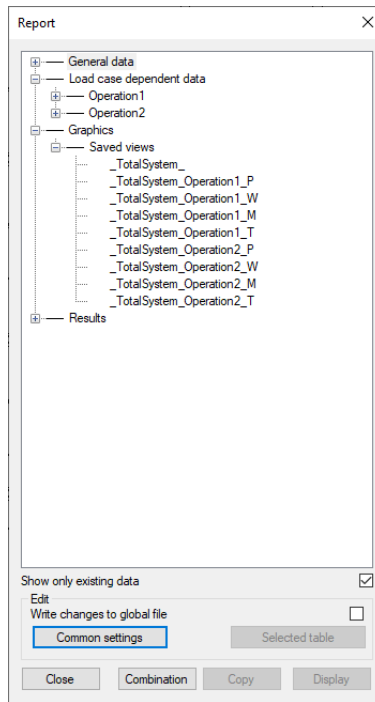 Report
General data
Load case dependent data
Operation1
Operation2
Graphics
Saved views
_TotalSystem_
_TotalSystem_Operation1_P
_TotalSystem_Operation1_W
_TotalSystem_Operation1_M
_TotalSystem_Operation1_T
_TotalSystem_Operation2_P
_TotalSystem_Operation2_W
_TotalSystem_Operation2_M
_TotalSystem_Operation2_T
Results
Show only existing data
Edit
Write changes to global file
Common settings Selected table
Close Combination Copy Display